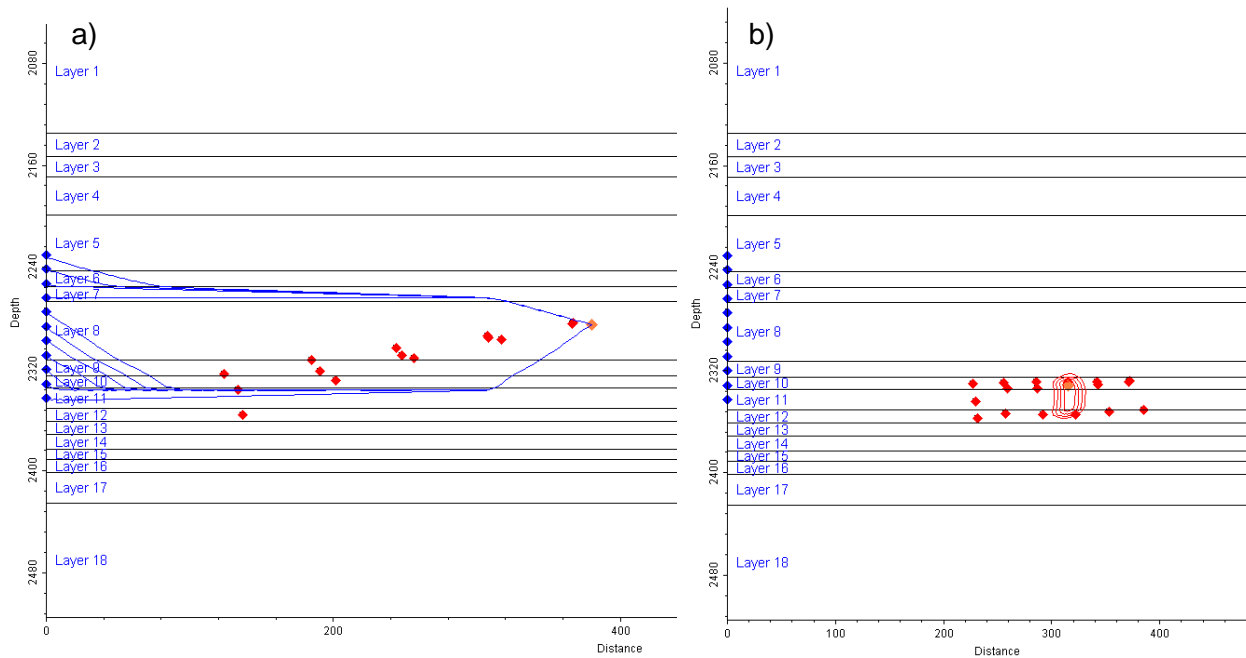 a)
Layer 1
Layer 2
Layer 3
Layer 4
Layer 5
Layer 6
Layer 7
Layer 8
Layer 9
Layer 10
Layer 11
Layer 12
Layer 13
Layer 14
Layer 15
Layer 16
Layer 17
Layer 18
2080
2160
2240
2320
2400
2480
Depth
0
200
400
Distance
b)
Layer 1
Layer 2
Layer 3
Layer 4
Layer 5
Layer 6
Layer 7
Layer 8
Layer 9
Layer 10
Layer 11
Layer 12
Layer 13
Layer 14
Layer 15
Layer 16
Layer 17
Layer 18
2080
2160
2240
2320
2400
2480
Depth
0
100
200
300
400
Distance